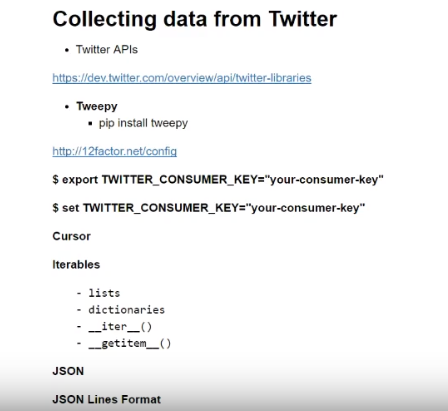 Collecting data from Twitter
• Twitter APIs
https://dev.twitter.com/overview/api/twitter-libraries
• Tweepy
▪ pip install tweepy
http://12factor.net/config
$ export TWITTER_CONSUMER_KEY="your-consumer-key"
$ set TWITTER_CONSUMER_KEY="your-consumer-key"
Cursor
Iterables
- lists
- dictionaries
- __iter__()
- __getitem__()
JSON
JSON Lines Format